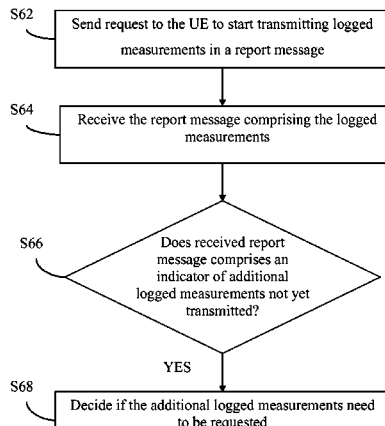 S62
Send request to the UE to start transmitting logged
measurements in a report message
S64
Receive the report message comprising the logged
measurements
S66
Does received report
message comprises an
indicator of additional
logged measurements not yet
transmitted?
YES
S68
Decide if the additional logged measurements need
to be requested